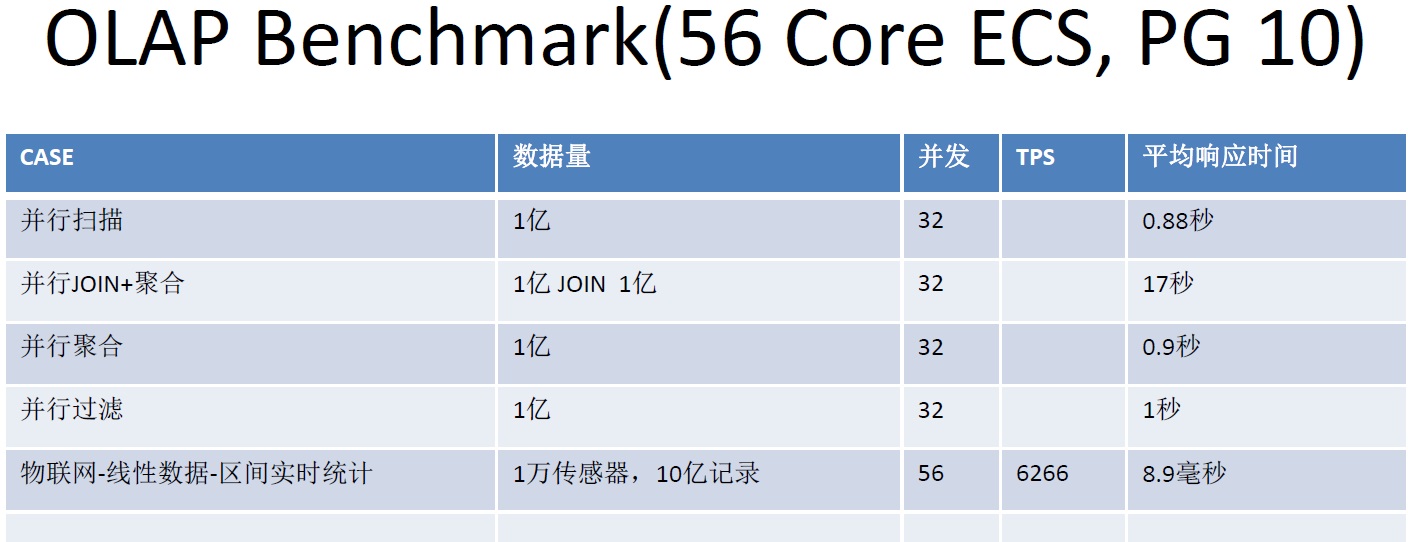 OLAP Benchmark(56 Core ECS, PG 10)
CASE 数据量 并发 TPS 平均响应时间
并行扫描 1亿 32 0.88秒
并行JOIN+聚合 1亿 JOIN 1亿 32 17秒
并行聚合 1亿 32 0.9秒
并行过滤 1亿 32 1秒
物联网-线性数据-区间实时统计 1万传感器，10亿记录 56 6266 8.9毫秒